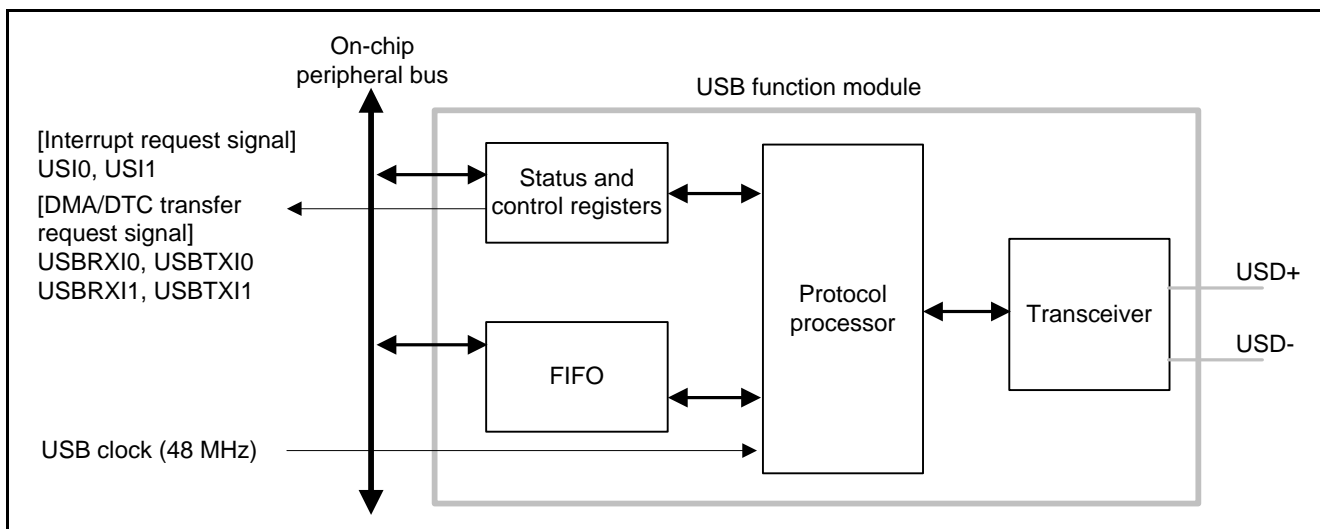 On-chip
peripheral bus
USB function module
[Interrupt request signal]
USI0, USI1
[DMA/DTC transfer
request signal]
USBRXI0, USBTXI0
USBRXI1, USBTXI1
Status and
control registers
FIFO
Protocol
processor
Transceiver
USD+
USD-
USB clock (48 MHz)